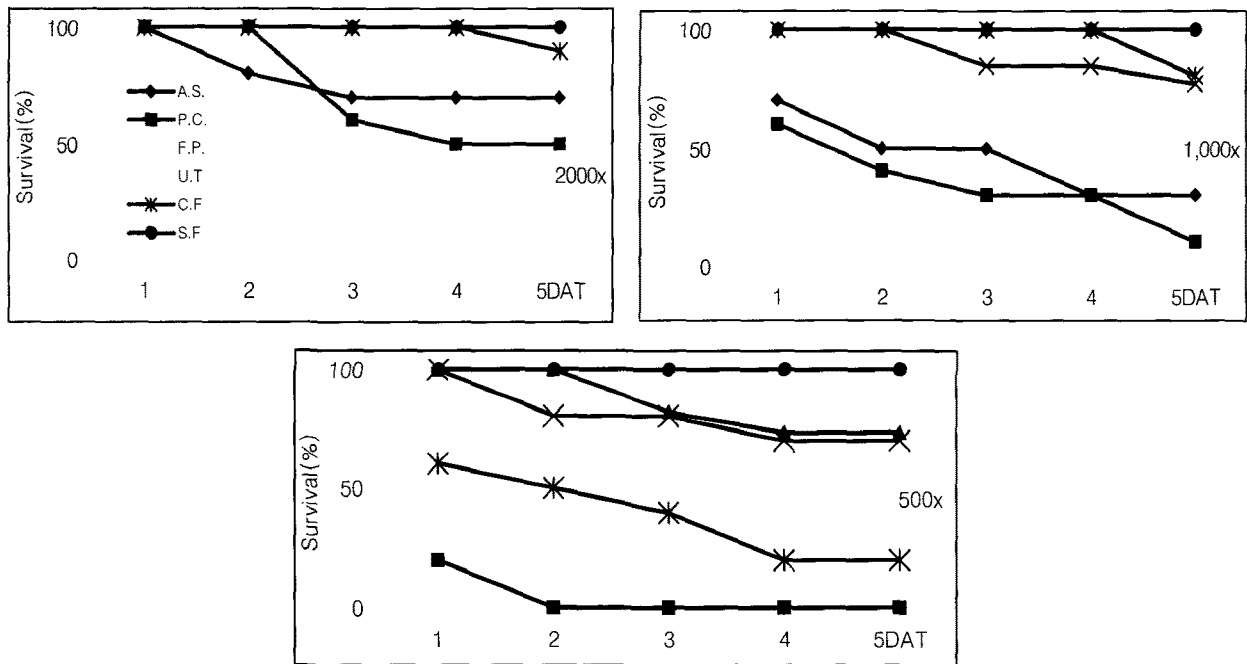 100
50
0
Survival(%)
A.S.
P.C.
F.P.
U.T
C.F
S.F
2000x
1 2 3 4 5DAT
100
50
0
Survival(%)
1,000x
1 2 3 4 5DAT
100
50
0
Survival(%)
500x
1 2 3 4 5DAT